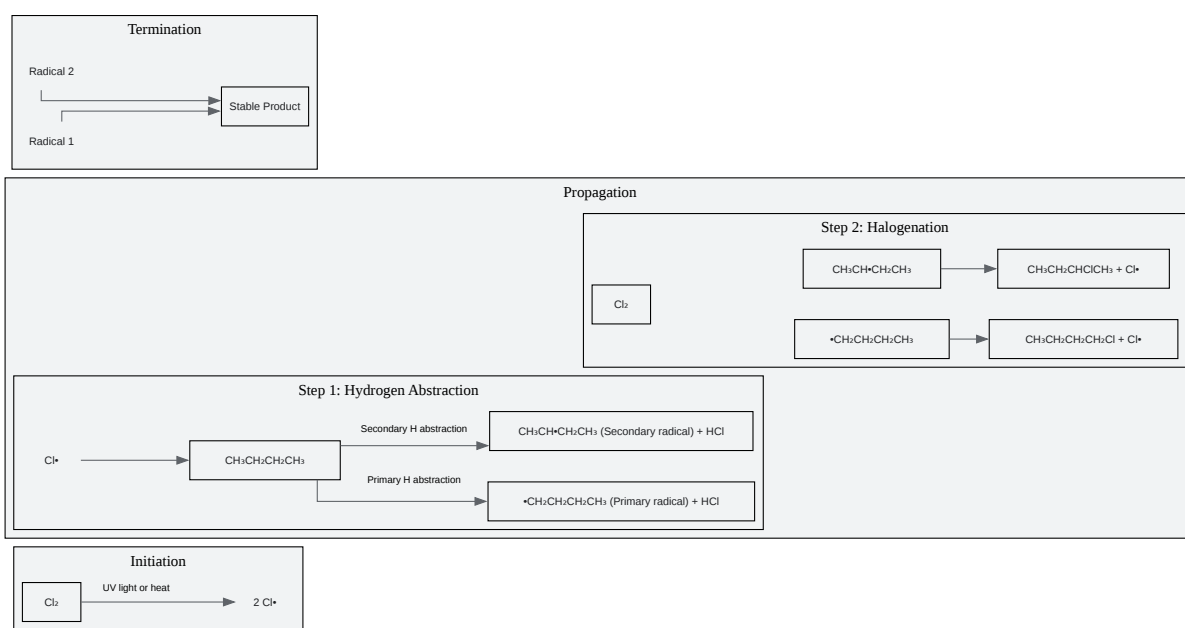 Termination
Radical 2
Stable Product
Radical 1
Propagation
Step 2: Halogenation
CH₃CH•CH₂CH₃
CH₃CH₂CHClCH₃ + Cl•
Cl₂
•CH₂CH₂CH₂CH₃
CH₃CH₂CH₂CH₂Cl + Cl•
Step 1: Hydrogen Abstraction
Secondary H abstraction
CH₃CH•CH₂CH₃ (Secondary radical) + HCl
Cl•
CH₃CH₂CH₂CH₃
Primary H abstraction
•CH₂CH₂CH₂CH₃ (Primary radical) + HCl
Initiation
UV light or heat
Cl₂
2 Cl•